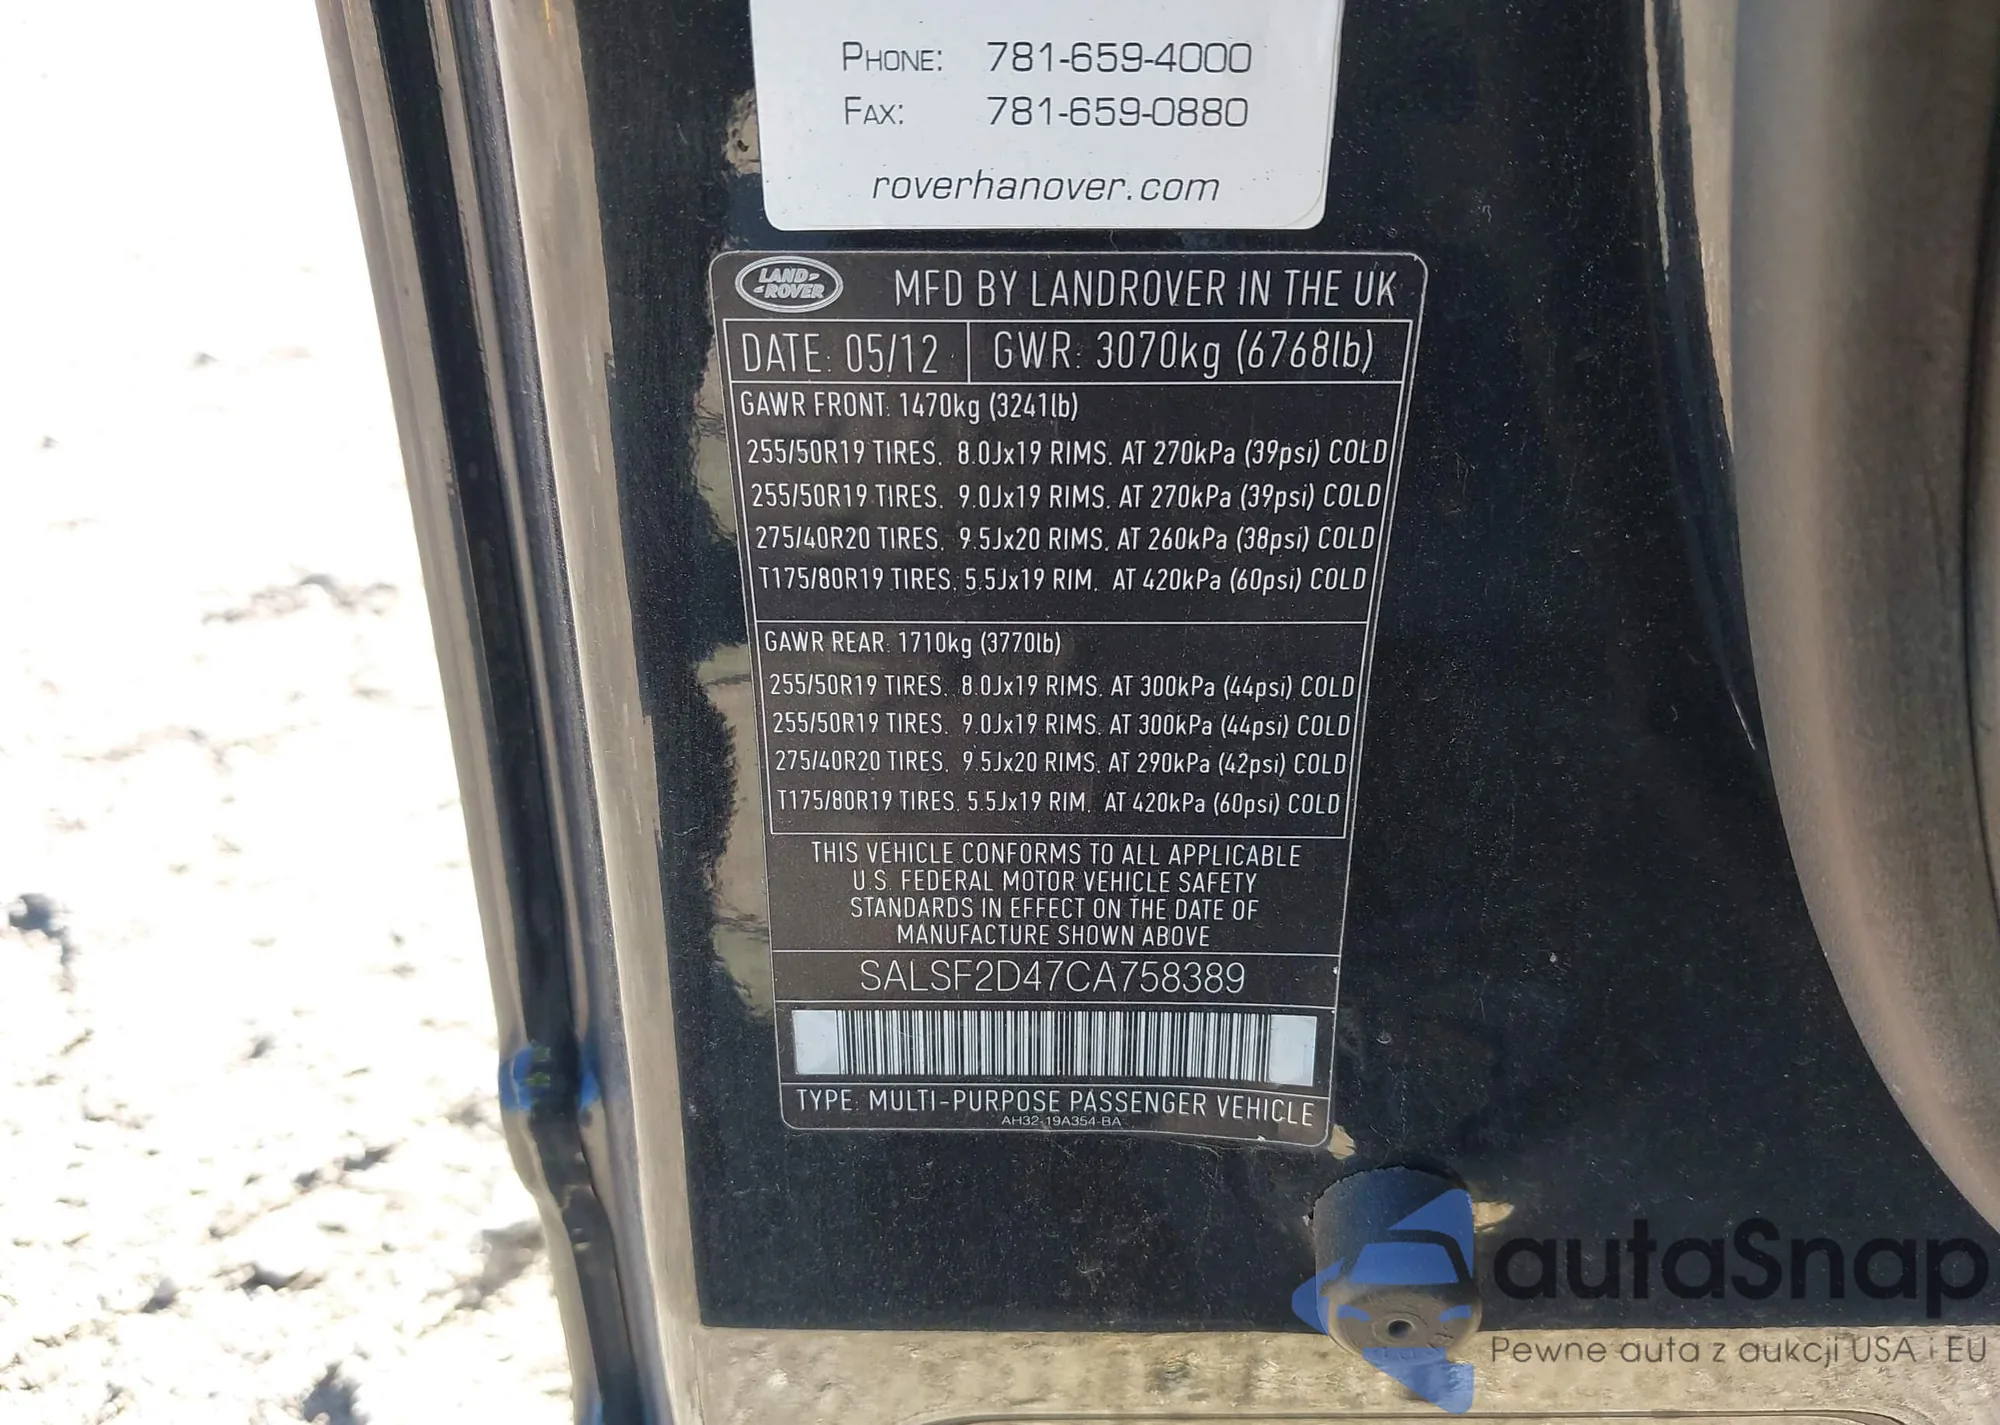 PHONE: 781-659-4000
FAX: 781-659-0880
roverhanover.com
LAND-
-ROVER
MFD BY LANDROVER IN THE UK
DATE: 05/12 GWR: 3070kg (6768lb)
GAWR FRONT: 1470kg (3241lb)
255/50R19 TIRES, 8.0Jx19 RIMS, AT 270kPa (39psi) COLD
255/50R19 TIRES, 9.0Jx19 RIMS, AT 270kPa (39psi) COLD
275/40R20 TIRES, 9.5Jx20 RIMS, AT 260kPa (38psi) COLD
T175/80R19 TIRES, 5.5Jx19 RIM, AT 420kPa (60psi) COLD
GAWR REAR: 1710kg (3770lb)
255/50R19 TIRES, 8.0Jx19 RIMS, AT 300kPa (44psi) COLD
255/50R19 TIRES, 9.0Jx19 RIMS, AT 300kPa (44psi) COLD
275/40R20 TIRES, 9.5Jx20 RIMS, AT 290kPa (42psi) COLD
T175/80R19 TIRES, 5.5Jx19 RIM, AT 420kPa (60psi) COLD
THIS VEHICLE CONFORMS TO ALL APPLICABLE
U.S. FEDERAL MOTOR VEHICLE SAFETY
STANDARDS IN EFFECT ON THE DATE OF
MANUFACTURE SHOWN ABOVE
SALSF2D47CA758389
TYPE: MULTI-PURPOSE PASSENGER VEHICLE
AH32-19A354-BA
autaSnap
Pewne auta z aukcji USA i EU